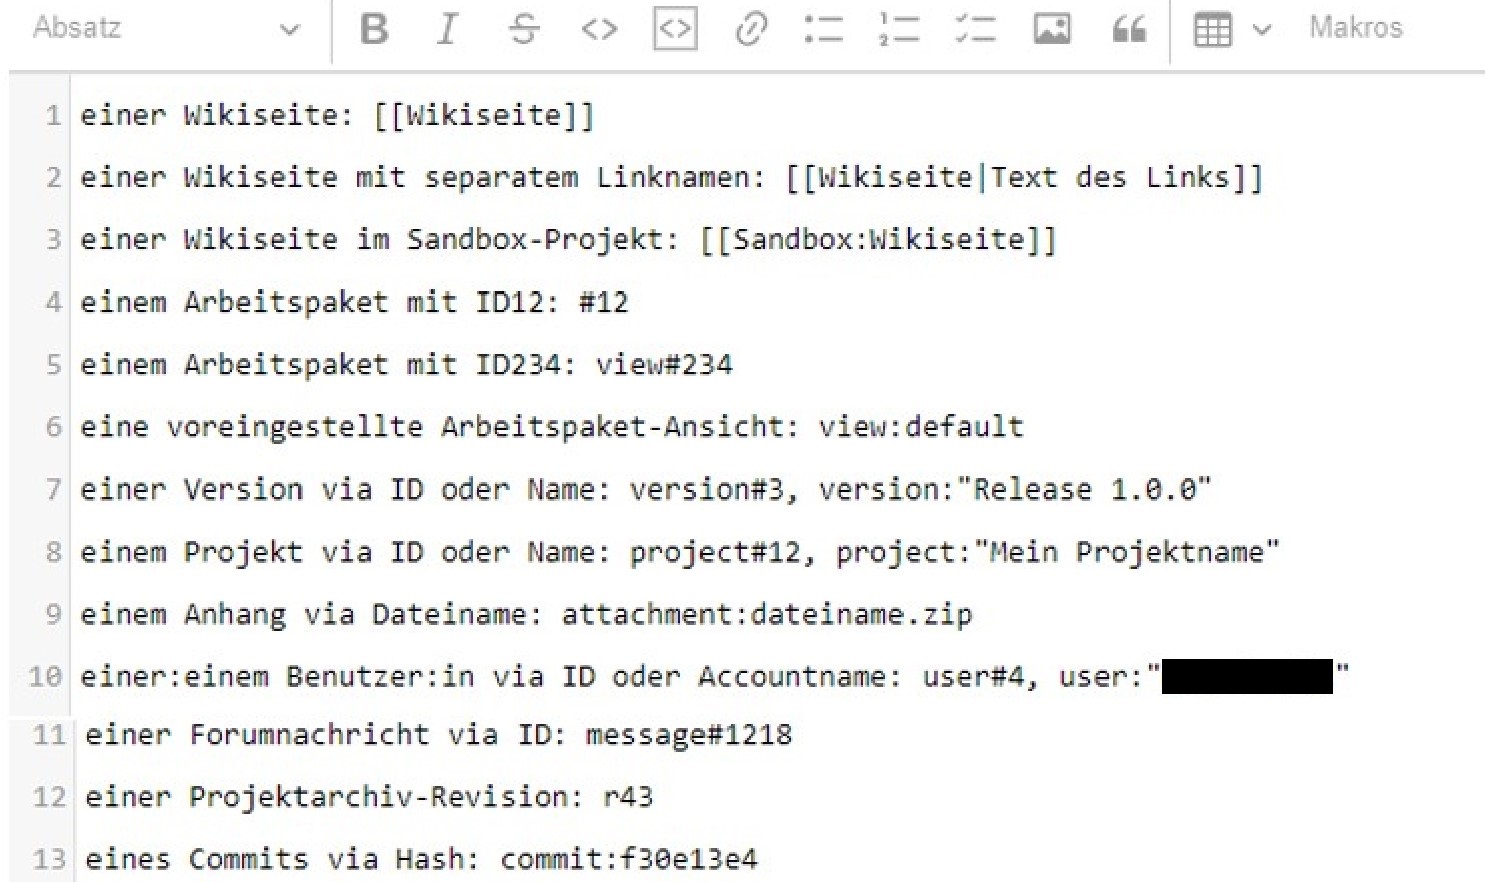 Absatz Makros
1 einer Wikiseite: [[Wikiseite]]
2 einer Wikiseite mit separatem Linknamen: [[Wikiseite|Text des Links]]
3 einer Wikiseite im Sandbox-Projekt: [[Sandbox:Wikiseite]]
4 einem Arbeitspaket mit ID12: #12
5 einem Arbeitspaket mit ID234: view#234
6 eine voreingestellte Arbeitspaket-Ansicht: view:default
7 einer Version via ID oder Name: version#3, version:"Release 1.0.0"
8 einem Projekt via ID oder Name: project#12, project:"Mein Projektname"
9 einem Anhang via Dateiname: attachment:dateiname.zip
10 einer:einem Benutzer:in via ID oder Accountname: user#4, user:" "
11 einer Forumnachricht via ID: message#1218
12 einer Projektarchiv-Revision: r43
13 eines Commits via Hash: commit:f30e13e4